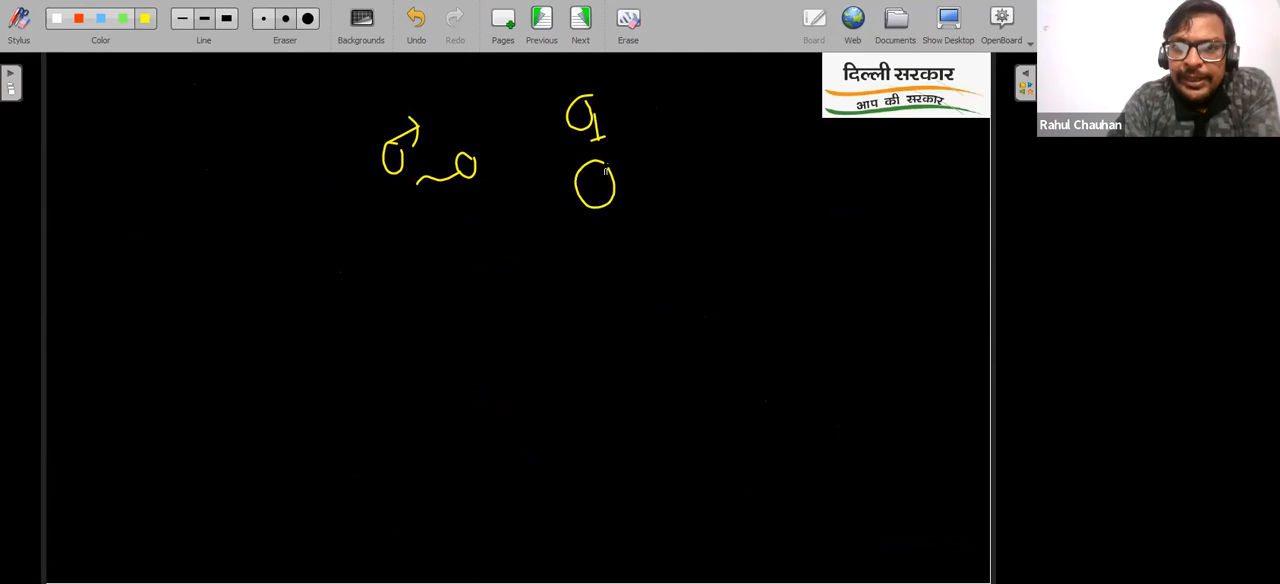 Stylus
Color
Line
Eraser
Backgrounds
Undo
Redo
Pages
Previous
Next
Erase
Board
Web
Documents
Show Desktop
OpenBoard
दिल्ली सरकार
आप की सरकार
Rahul Chauhan